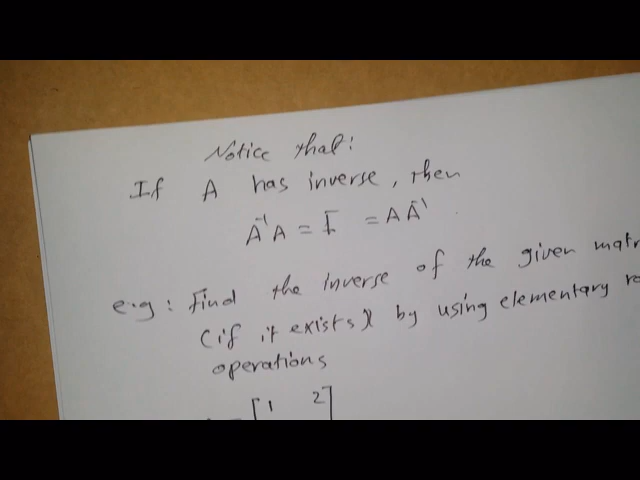 Notice that:
If A has inverse, then
A⁻¹A = I = A A⁻¹
e.g: Find the inverse of the given
(if it exists) by using elementary
operations
= [1 2]